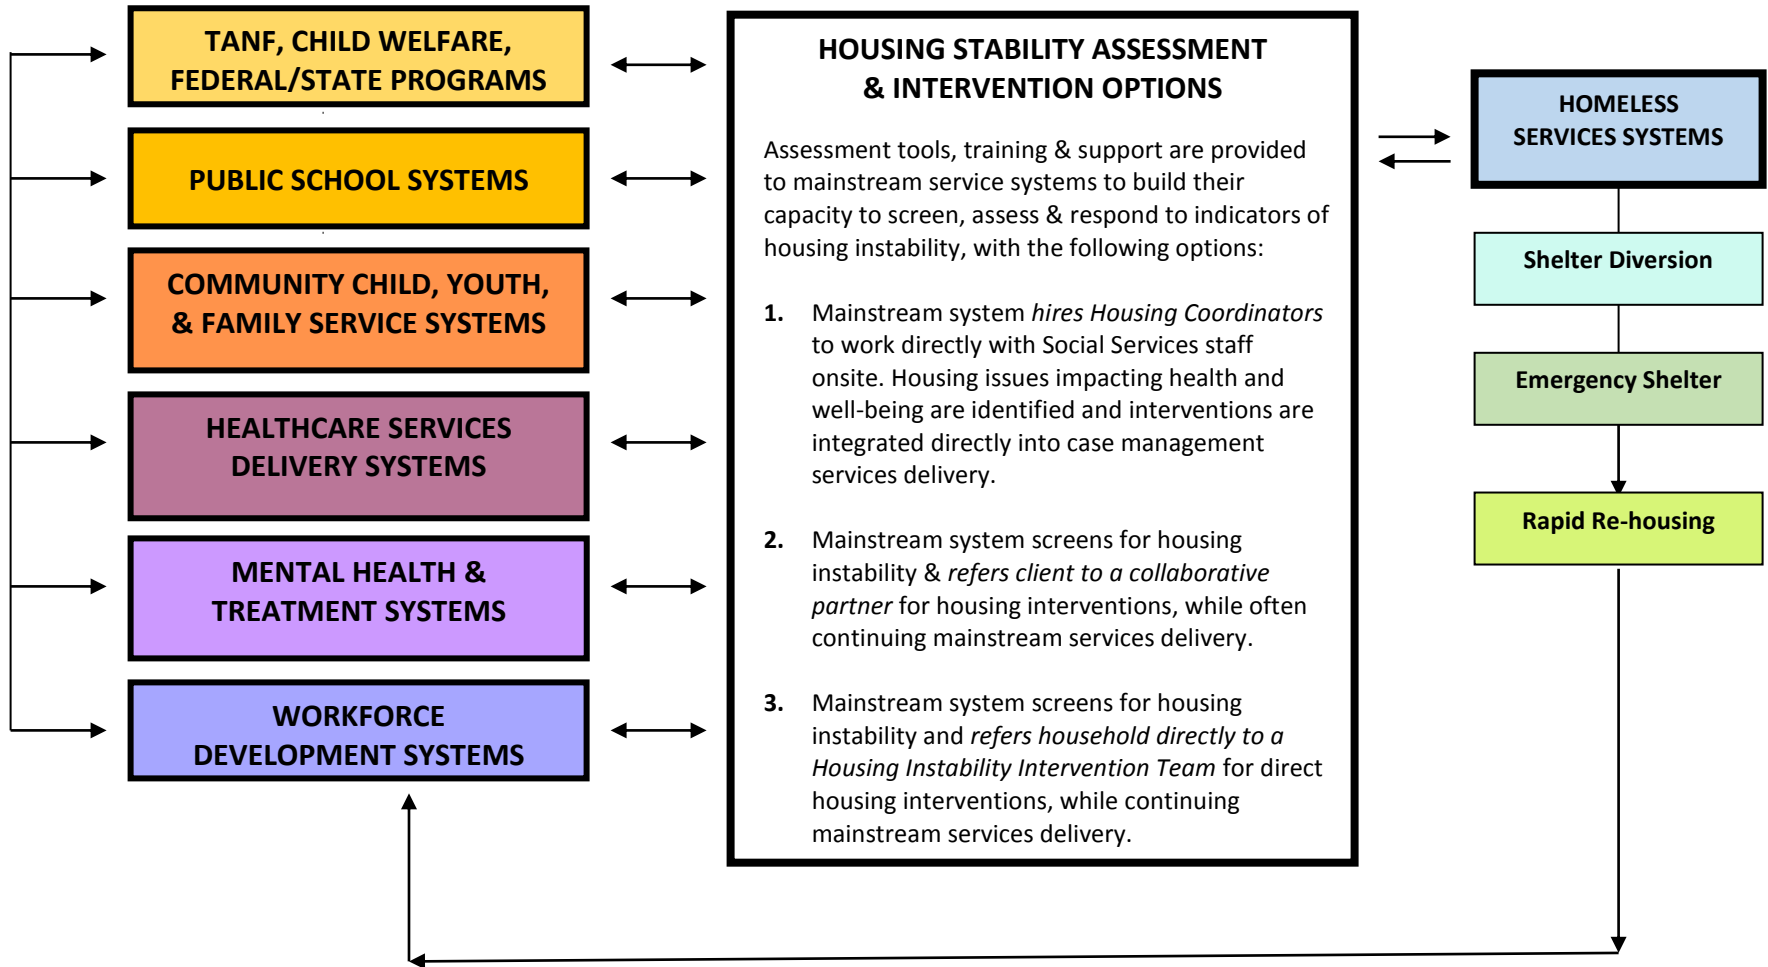 TANF, CHILD WELFARE,
FEDERAL/STATE PROGRAMS
PUBLIC SCHOOL SYSTEMS
COMMUNITY CHILD, YOUTH,
& FAMILY SERVICE SYSTEMS
HEALTHCARE SERVICES
DELIVERY SYSTEMS
MENTAL HEALTH &
TREATMENT SYSTEMS
WORKFORCE
DEVELOPMENT SYSTEMS
HOUSING STABILITY ASSESSMENT
& INTERVENTION OPTIONS
Assessment tools, training & support are provided
to mainstream service systems to build their
capacity to screen, assess & respond to indicators of
housing instability, with the following options:
1. Mainstream system hires Housing Coordinators
to work directly with Social Services staff
onsite. Housing issues impacting health and
well-being are identified and interventions are
integrated directly into case management
services delivery.
2. Mainstream system screens for housing
instability & refers client to a collaborative
partner for housing interventions, while often
continuing mainstream services delivery.
3. Mainstream system screens for housing
instability and refers household directly to a
Housing Instability Intervention Team for direct
housing interventions, while continuing
mainstream services delivery.
HOMELESS
SERVICES SYSTEMS
Shelter Diversion
Emergency Shelter
Rapid Re-housing